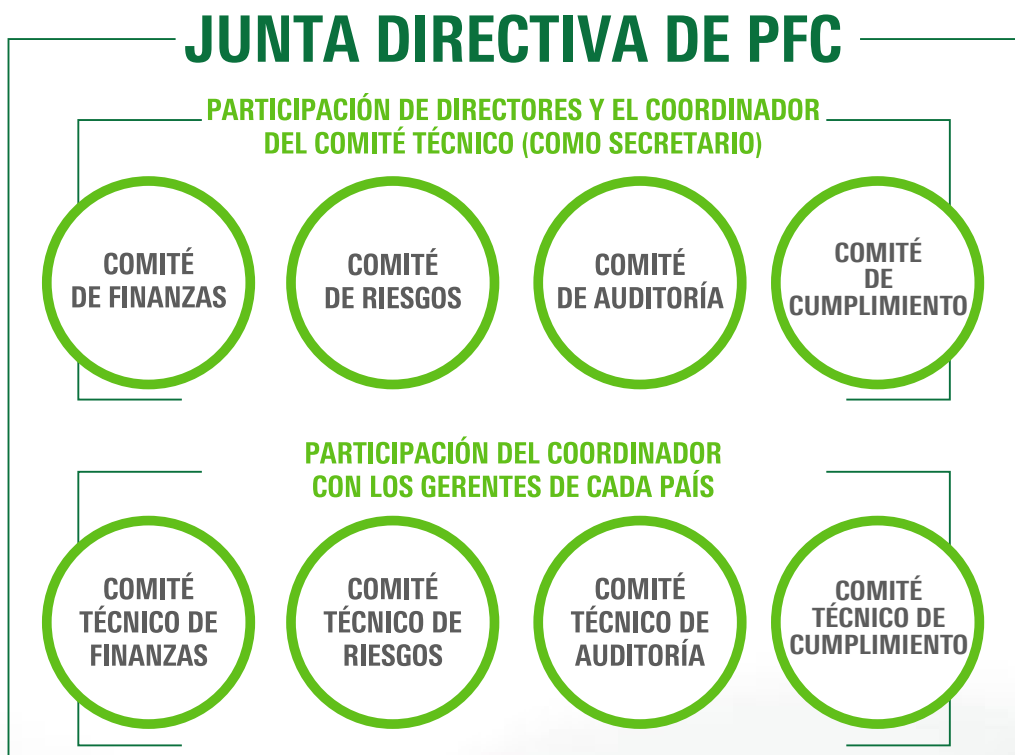 JUNTA DIRECTIVA DE PFC
PARTICIPACIÓN DE DIRECTORES Y EL COORDINADOR
DEL COMITÉ TÉCNICO (COMO SECRETARIO)
COMITÉ
DE FINANZAS
COMITÉ
DE RIESGOS
COMITÉ
DE AUDITORÍA
COMITÉ
DE
CUMPLIMIENTO
PARTICIPACIÓN DEL COORDINADOR
CON LOS GERENTES DE CADA PAÍS
COMITÉ
TÉCNICO DE
FINANZAS
COMITÉ
TÉCNICO DE
RIESGOS
COMITÉ
TÉCNICO DE
AUDITORÍA
COMITÉ
TÉCNICO DE
CUMPLIMIENTO